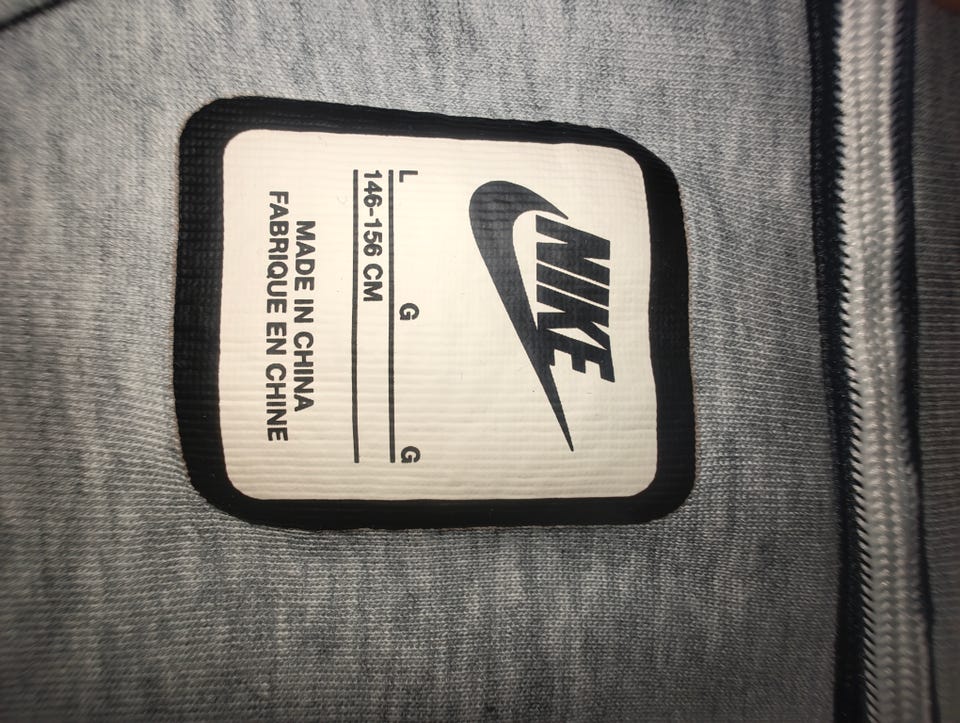 NIKE
L G G
146-156 CM
MADE IN CHINA
FABRIQUE EN CHINE